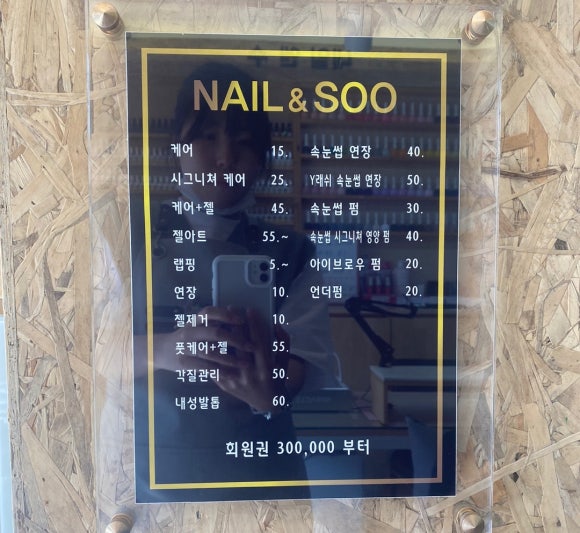 NAIL & SOO
케어 15.
시그니쳐 케어 25.
케어+젤 45.
젤아트 55.~
랩핑 5.~
연장 10.
젤제거 10.
풋케어+젤 55.
각질관리 50.
내성발톱 60.
속눈썹 연장 40.
Y래쉬 속눈썹 연장 50.
속눈썹 펌 30.
속눈썹 시그니쳐 영양 펌 40.
아이브로우 펌 20.
언더펌 20.
회원권 300,000 부터